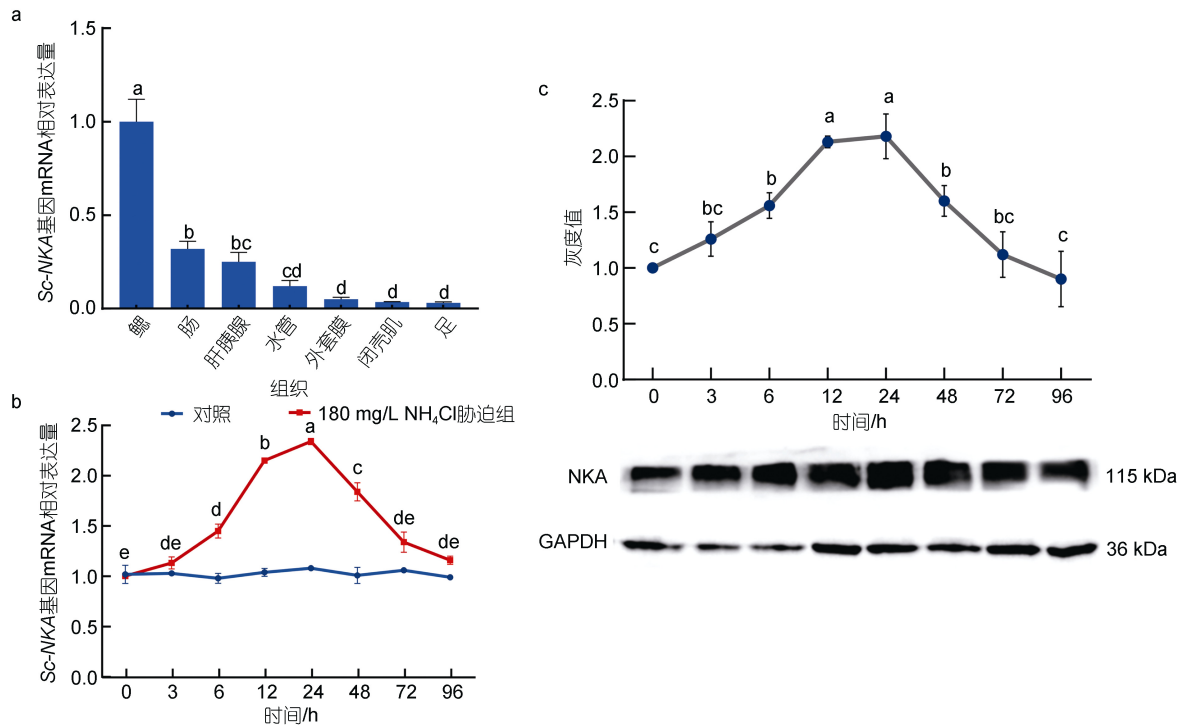 a
Sc-NKA基因mRNA相对表达量
1.5
1.0
0.5
0.0
a
b
bc
cd
d
d
d
鳃
肠
肝胰腺
水管
外套膜
闭壳肌
足
组织
b
对照
180 mg/L NH₄Cl胁迫组
Sc-NKA基因mRNA相对表达量
2.5
2.0
1.5
1.0
0.5
0.0
e
de
d
b
a
c
de
de
0 3 6 12 24 48 72 96
时间/h
c
灰度值
2.5
2.0
1.5
1.0
0.5
0.0
c
bc
b
a
a
b
bc
c
0 3 6 12 24 48 72 96
时间/h
NKA
115 kDa
GAPDH
36 kDa